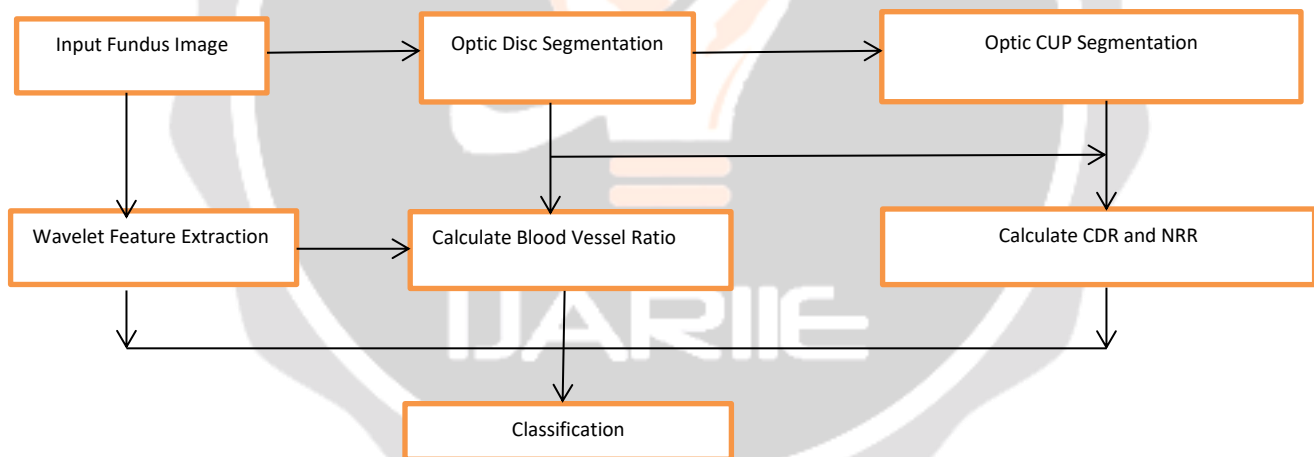 Input Fundus Image
Optic Disc Segmentation
Optic CUP Segmentation
Wavelet Feature Extraction
Calculate Blood Vessel Ratio
Calculate CDR and NRR
IJARIIE
Classification